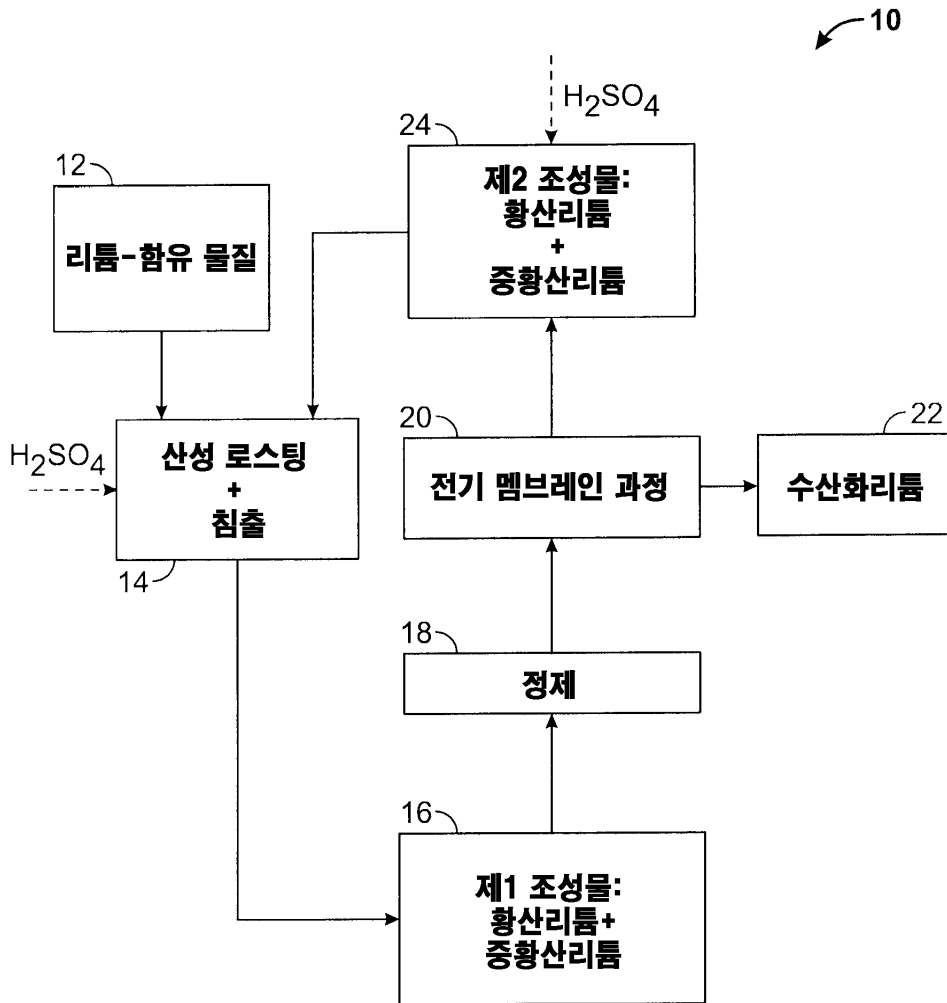 10
H2SO4
24
제2 조성물:
황산리튬
+
중황산리튬
12
리튬-함유 물질
H2SO4
산성 로스팅
+
침출
14
20
전기 멤브레인 과정
22
수산화리튬
18
정제
16
제1 조성물:
황산리튬+
중황산리튬